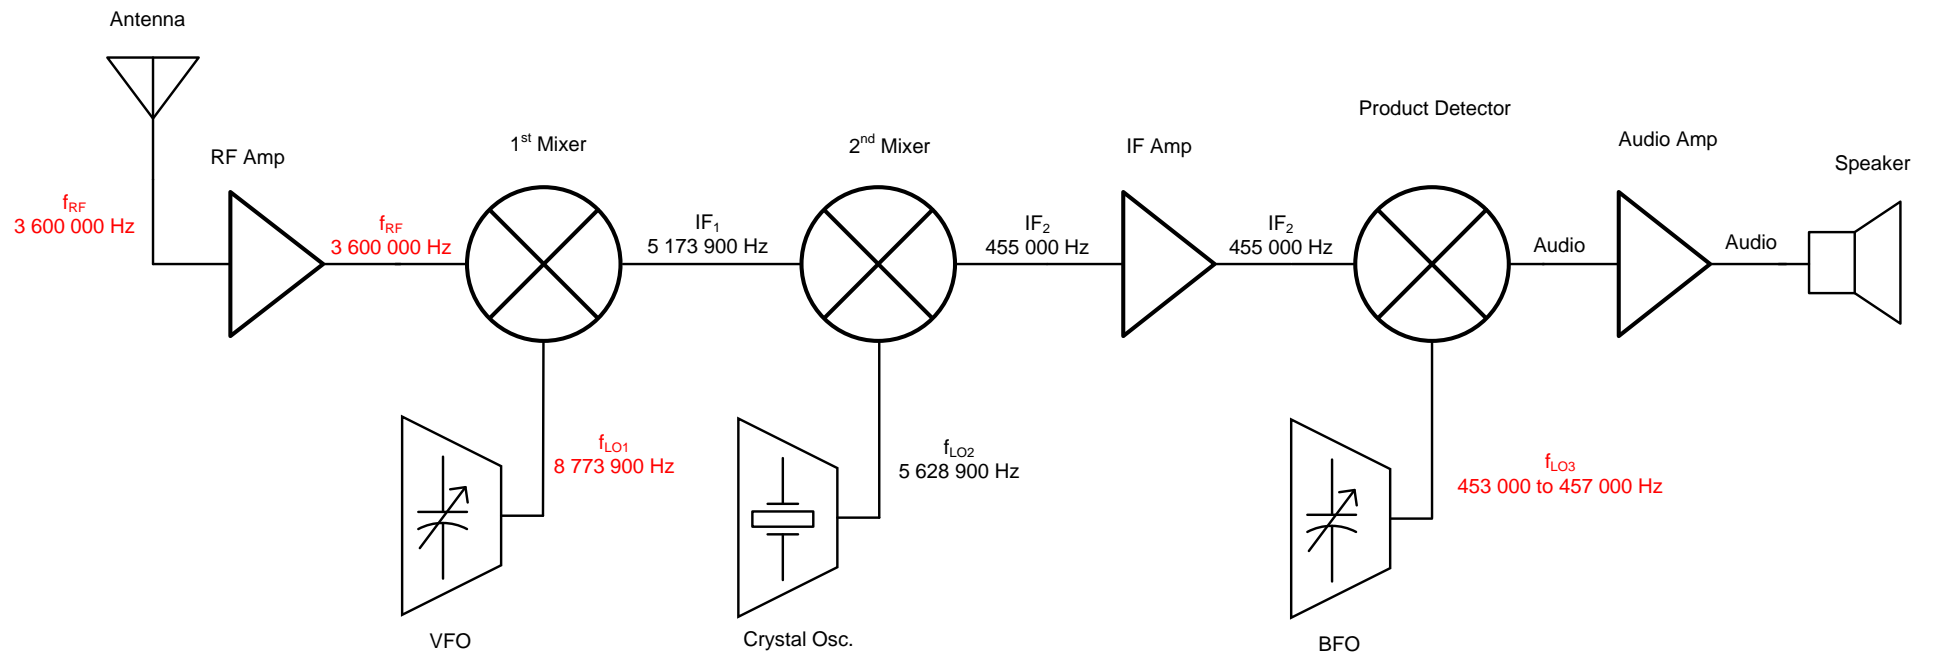 Antenna
RF Amp
1st Mixer
2nd Mixer
IF Amp
Product Detector
Audio Amp
Speaker
fRF
3 600 000 Hz
fRF
3 600 000 Hz
IF1
5 173 900 Hz
IF2
455 000 Hz
IF2
455 000 Hz
Audio
Audio
fLO1
8 773 900 Hz
fLO2
5 628 900 Hz
fLO3
453 000 to 457 000 Hz
VFO
Crystal Osc.
BFO